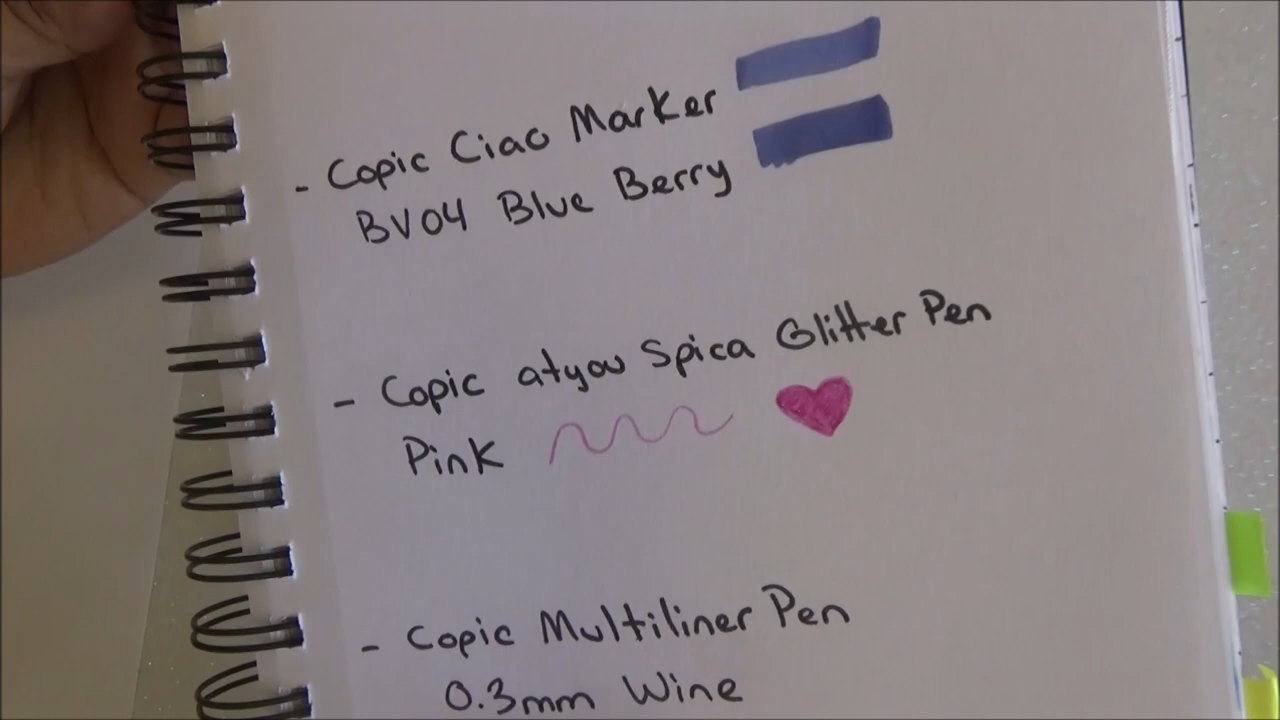 - Copic Ciao Marker
BV04 Blue Berry
- Copic atyou Spica Glitter Pen
Pink
- Copic Multiliner Pen
0.3mm Wine